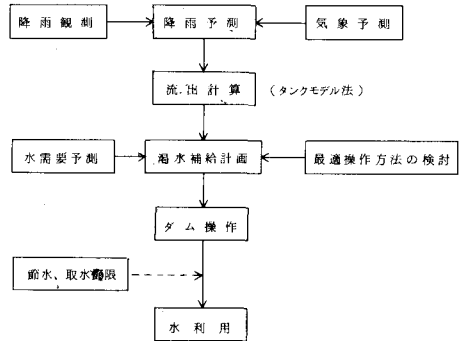 降雨観測
降雨予測
気象予測
流出計算
(タンクモデル法)
水需要予測
渇水補給計画
最適操作方法の検討
ダム操作
節水、取水制限
水利用